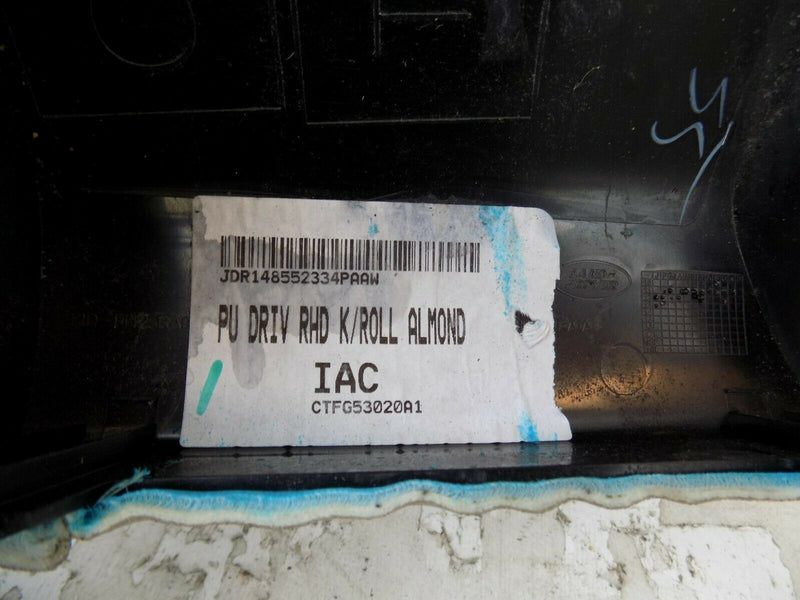 JDR148552334PAAW
PU DRIV RHD K/ROLL ALMOND
IAC
CTFG53020A1